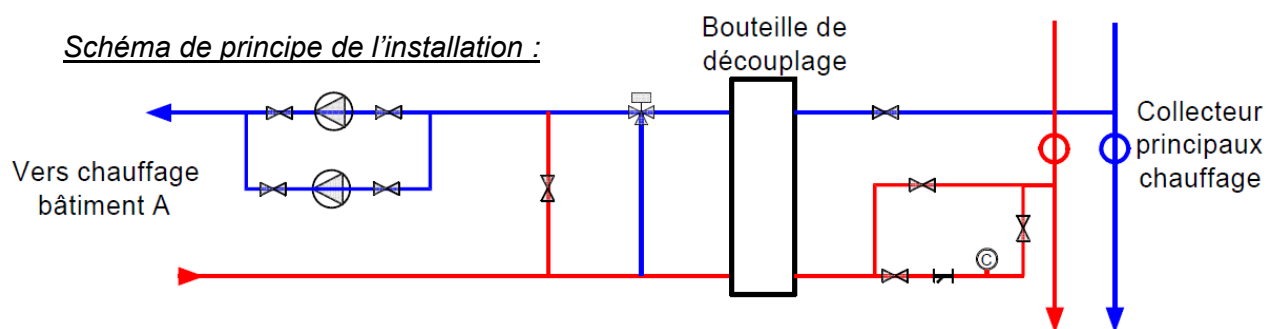 Schéma de principe de l'installation :
Bouteille de
découplage
Collecteur
principaux
chauffage
Vers chauffage
bâtiment A
C